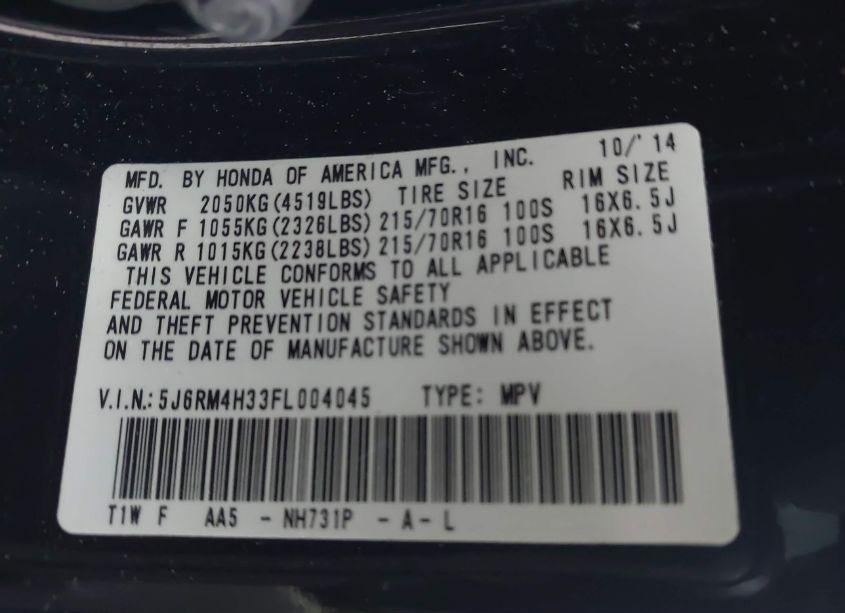 MFD. BY HONDA OF AMERICA MFG., INC. 10/'14
GVWR 2050KG(4519LBS) TIRE SIZE RIM SIZE
GAWR F 1055KG(2326LBS) 215/70R16 100S 16X6.5J
GAWR R 1015KG(2238LBS) 215/70R16 100S 16X6.5J
THIS VEHICLE CONFORMS TO ALL APPLICABLE
FEDERAL MOTOR VEHICLE SAFETY
AND THEFT PREVENTION STANDARDS IN EFFECT
ON THE DATE OF MANUFACTURE SHOWN ABOVE.
V.I.N.: 5J6RM4H33FL004045 TYPE: MPV
T1W F AA5 - NH731P - A - L